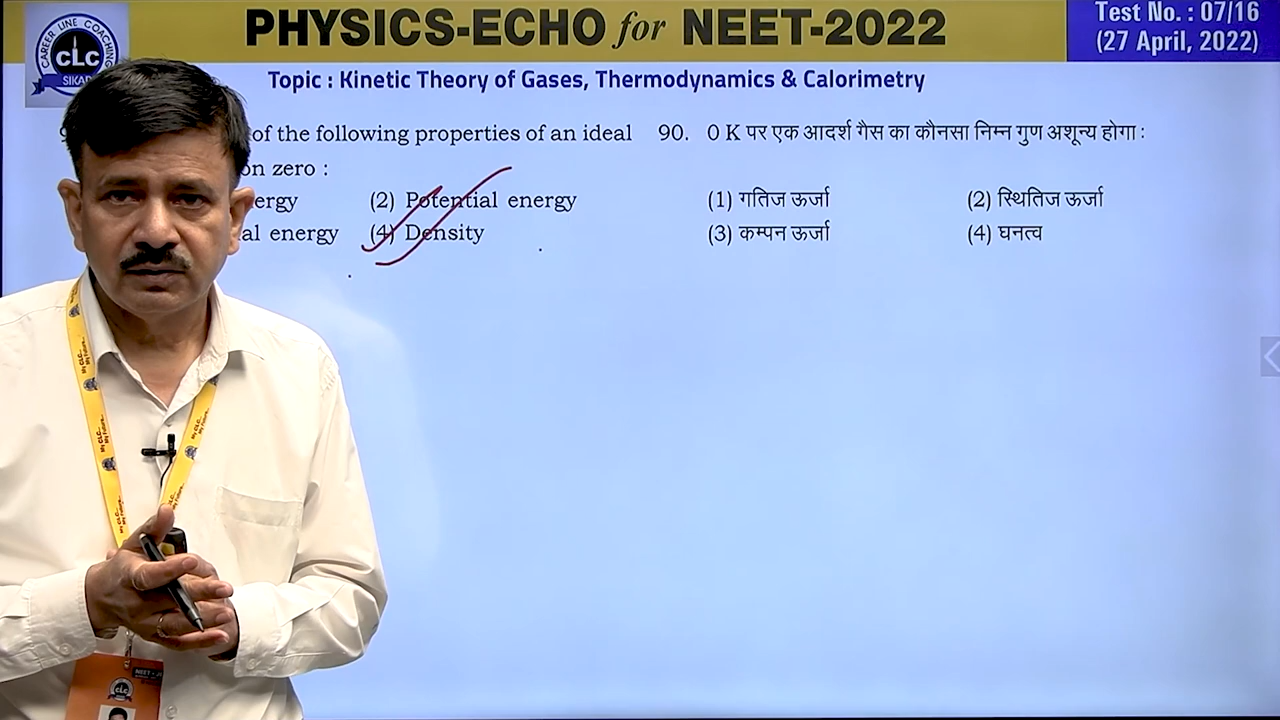 PHYSICS-ECHO for NEET-2022
Test No. : 07/16
(27 April, 2022)
CAREER LINE COACHING
CLC
SIKAR
Topic : Kinetic Theory of Gases, Thermodynamics & Calorimetry
of the following properties of an ideal
on zero :
ergy (2) Potential energy
al energy (4) Density
90. 0 K पर एक आदर्श गैस का कौनसा निम्न गुण अशून्य होगा :
(1) गतिज ऊर्जा (2) स्थितिज ऊर्जा
(3) कम्पन ऊर्जा (4) घनत्व
CLC